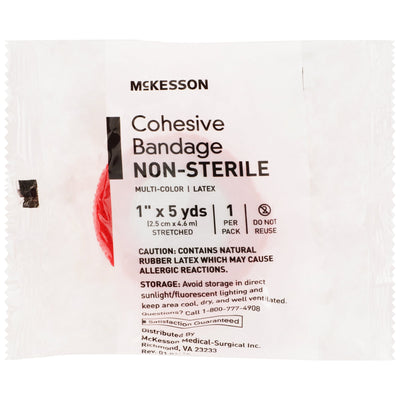 McKESSON
Cohesive
Bandage
NON-STERILE
MULTI-COLOR | LATEX
1" x 5 yds
(2.5 cm x 4.6 m)
STRETCHED
1
PER
PACK
DO NOT
REUSE
CAUTION: CONTAINS NATURAL
RUBBER LATEX WHICH MAY CAUSE
ALLERGIC REACTIONS.
STORAGE: Avoid storage in direct
sunlight/fluorescent lighting and
keep area cool, dry, and well ventilated.
Questions? Call 1-800-777-4908
Satisfaction Guaranteed
Distributed By
McKesson Medical-Surgical Inc.
Richmond, VA 23233
Rev. 01